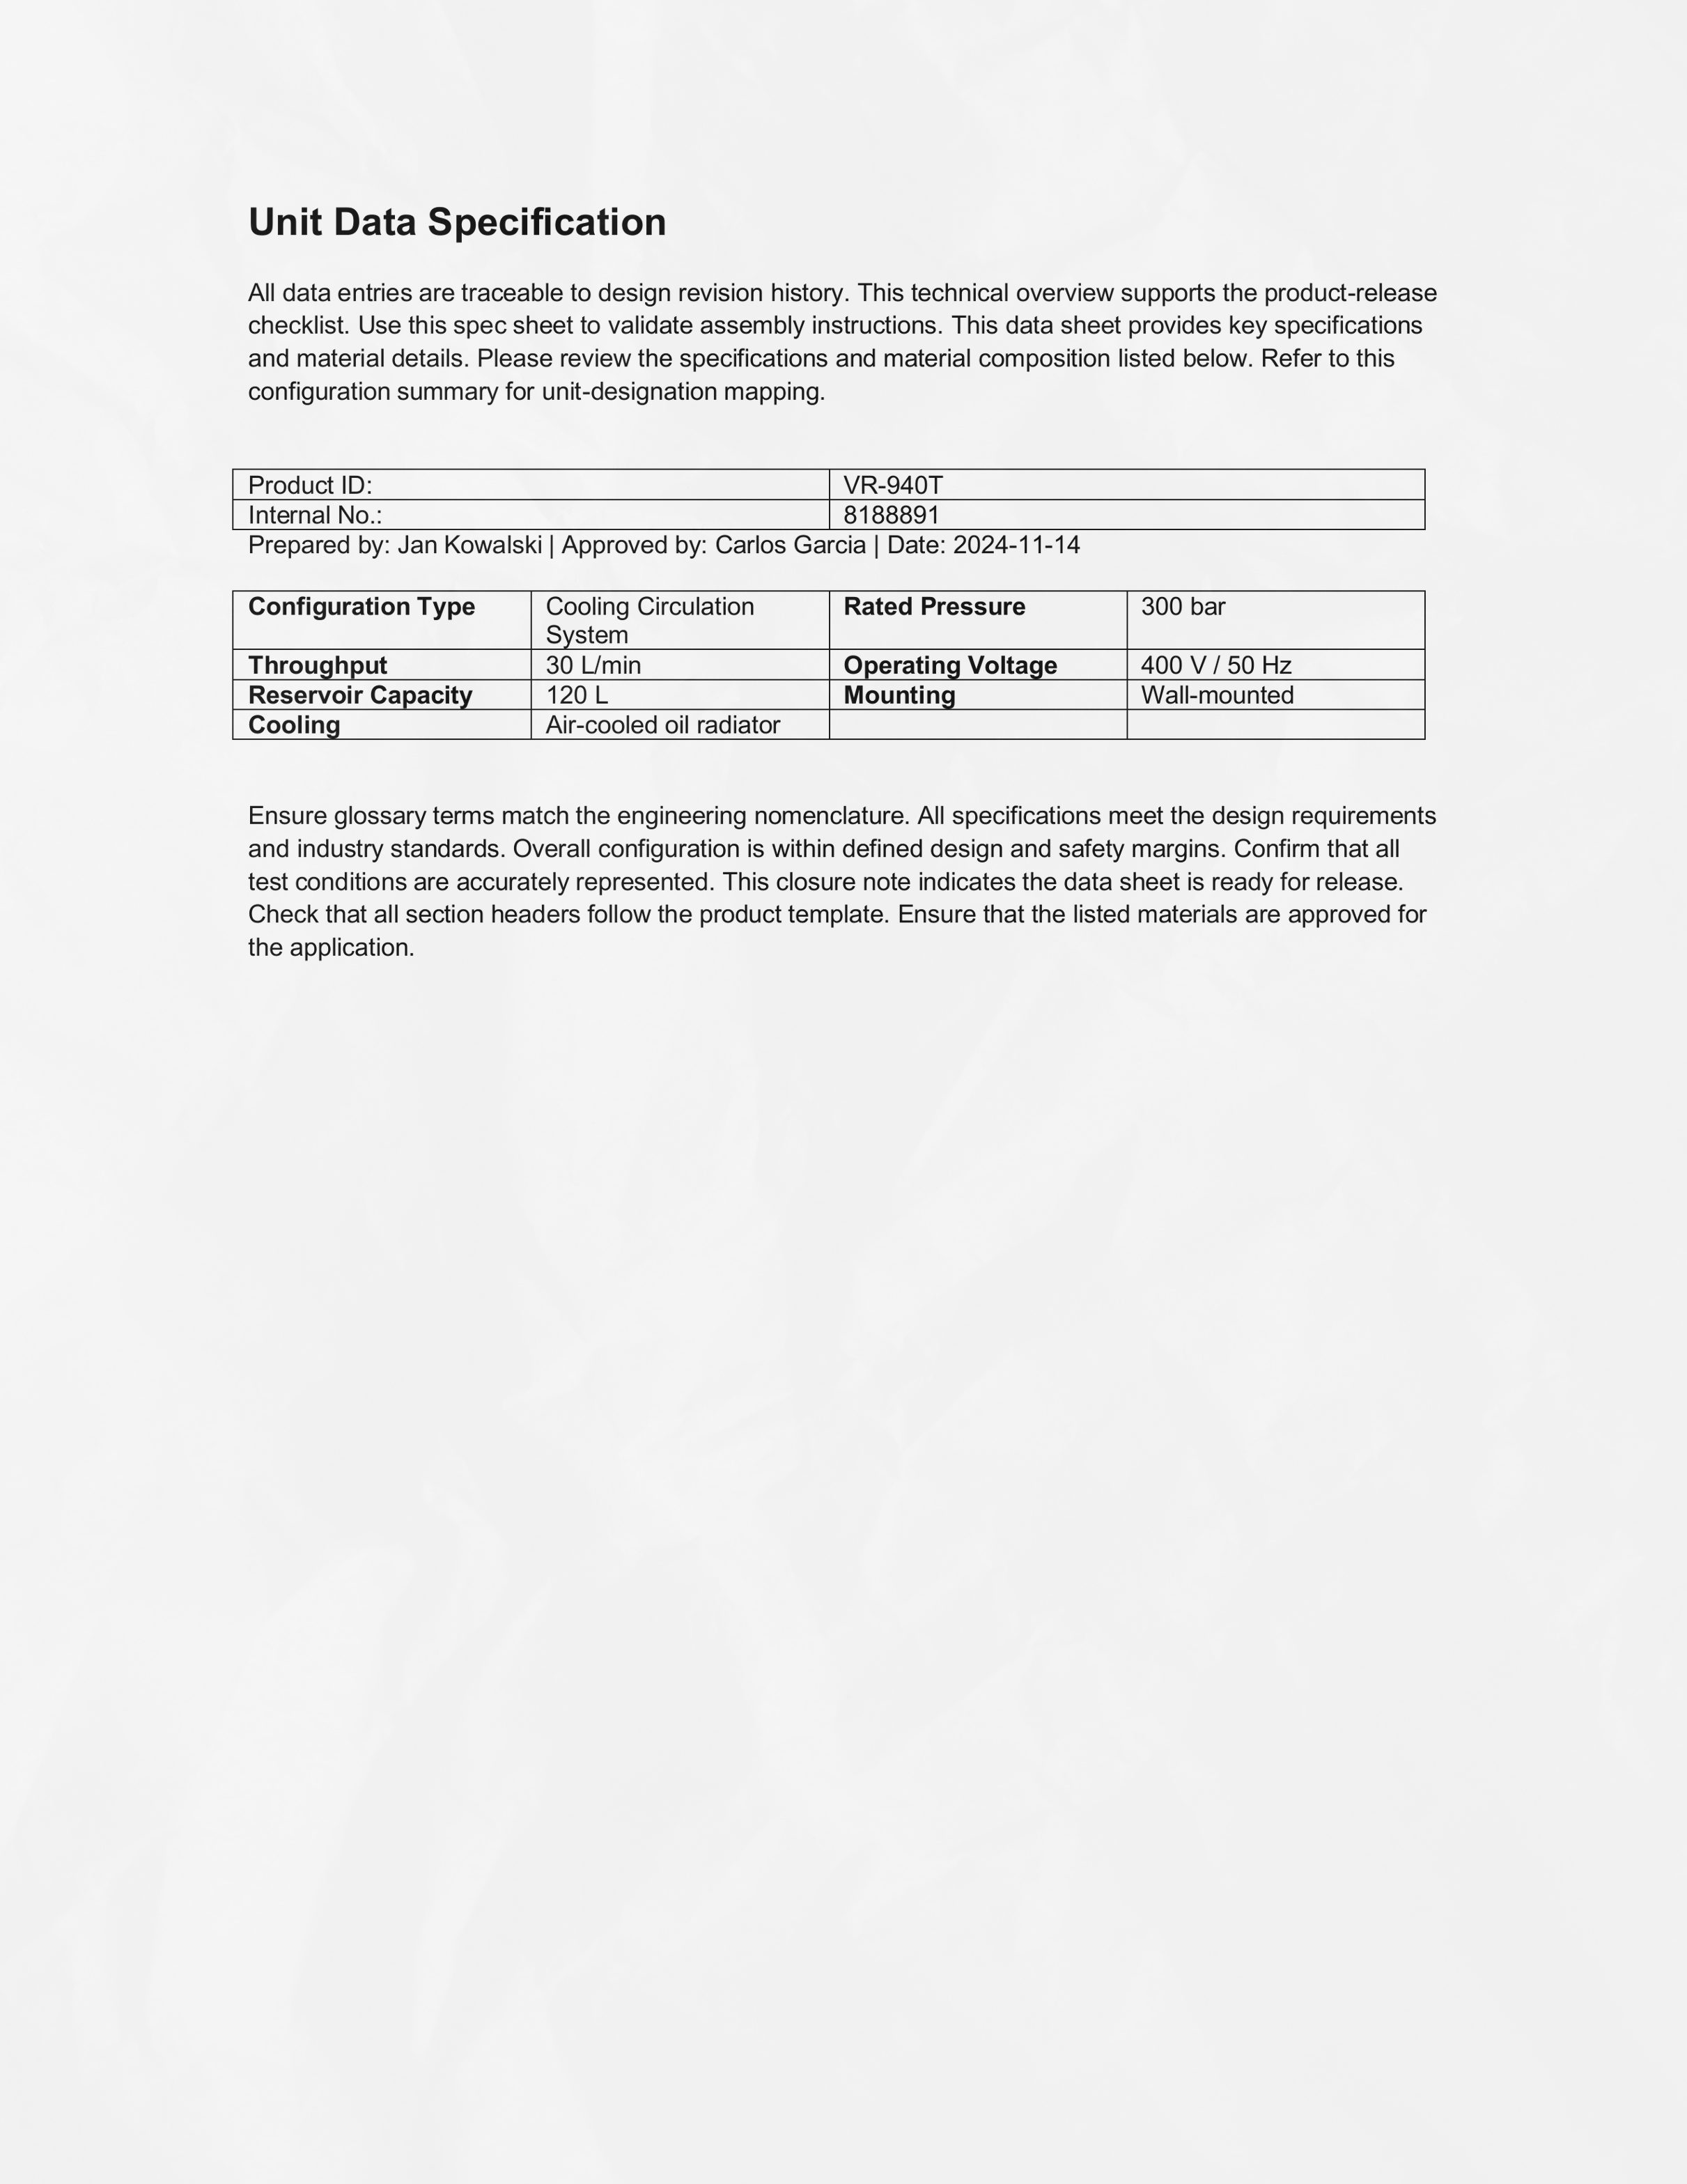 Unit Data Specification
All data entries are traceable to design revision history. This technical overview supports the product-release
checklist. Use this spec sheet to validate assembly instructions. This data sheet provides key specifications
and material details. Please review the specifications and material composition listed below. Refer to this
configuration summary for unit-designation mapping.
Product ID: VR-940T
Internal No.: 8188891
Prepared by: Jan Kowalski | Approved by: Carlos Garcia | Date: 2024-11-14
Configuration Type Cooling Circulation Rated Pressure 300 bar
System
Throughput 30 L/min Operating Voltage 400 V / 50 Hz
Reservoir Capacity 120 L Mounting Wall-mounted
Cooling Air-cooled oil radiator
Ensure glossary terms match the engineering nomenclature. All specifications meet the design requirements
and industry standards. Overall configuration is within defined design and safety margins. Confirm that all
test conditions are accurately represented. This closure note indicates the data sheet is ready for release.
Check that all section headers follow the product template. Ensure that the listed materials are approved for
the application.